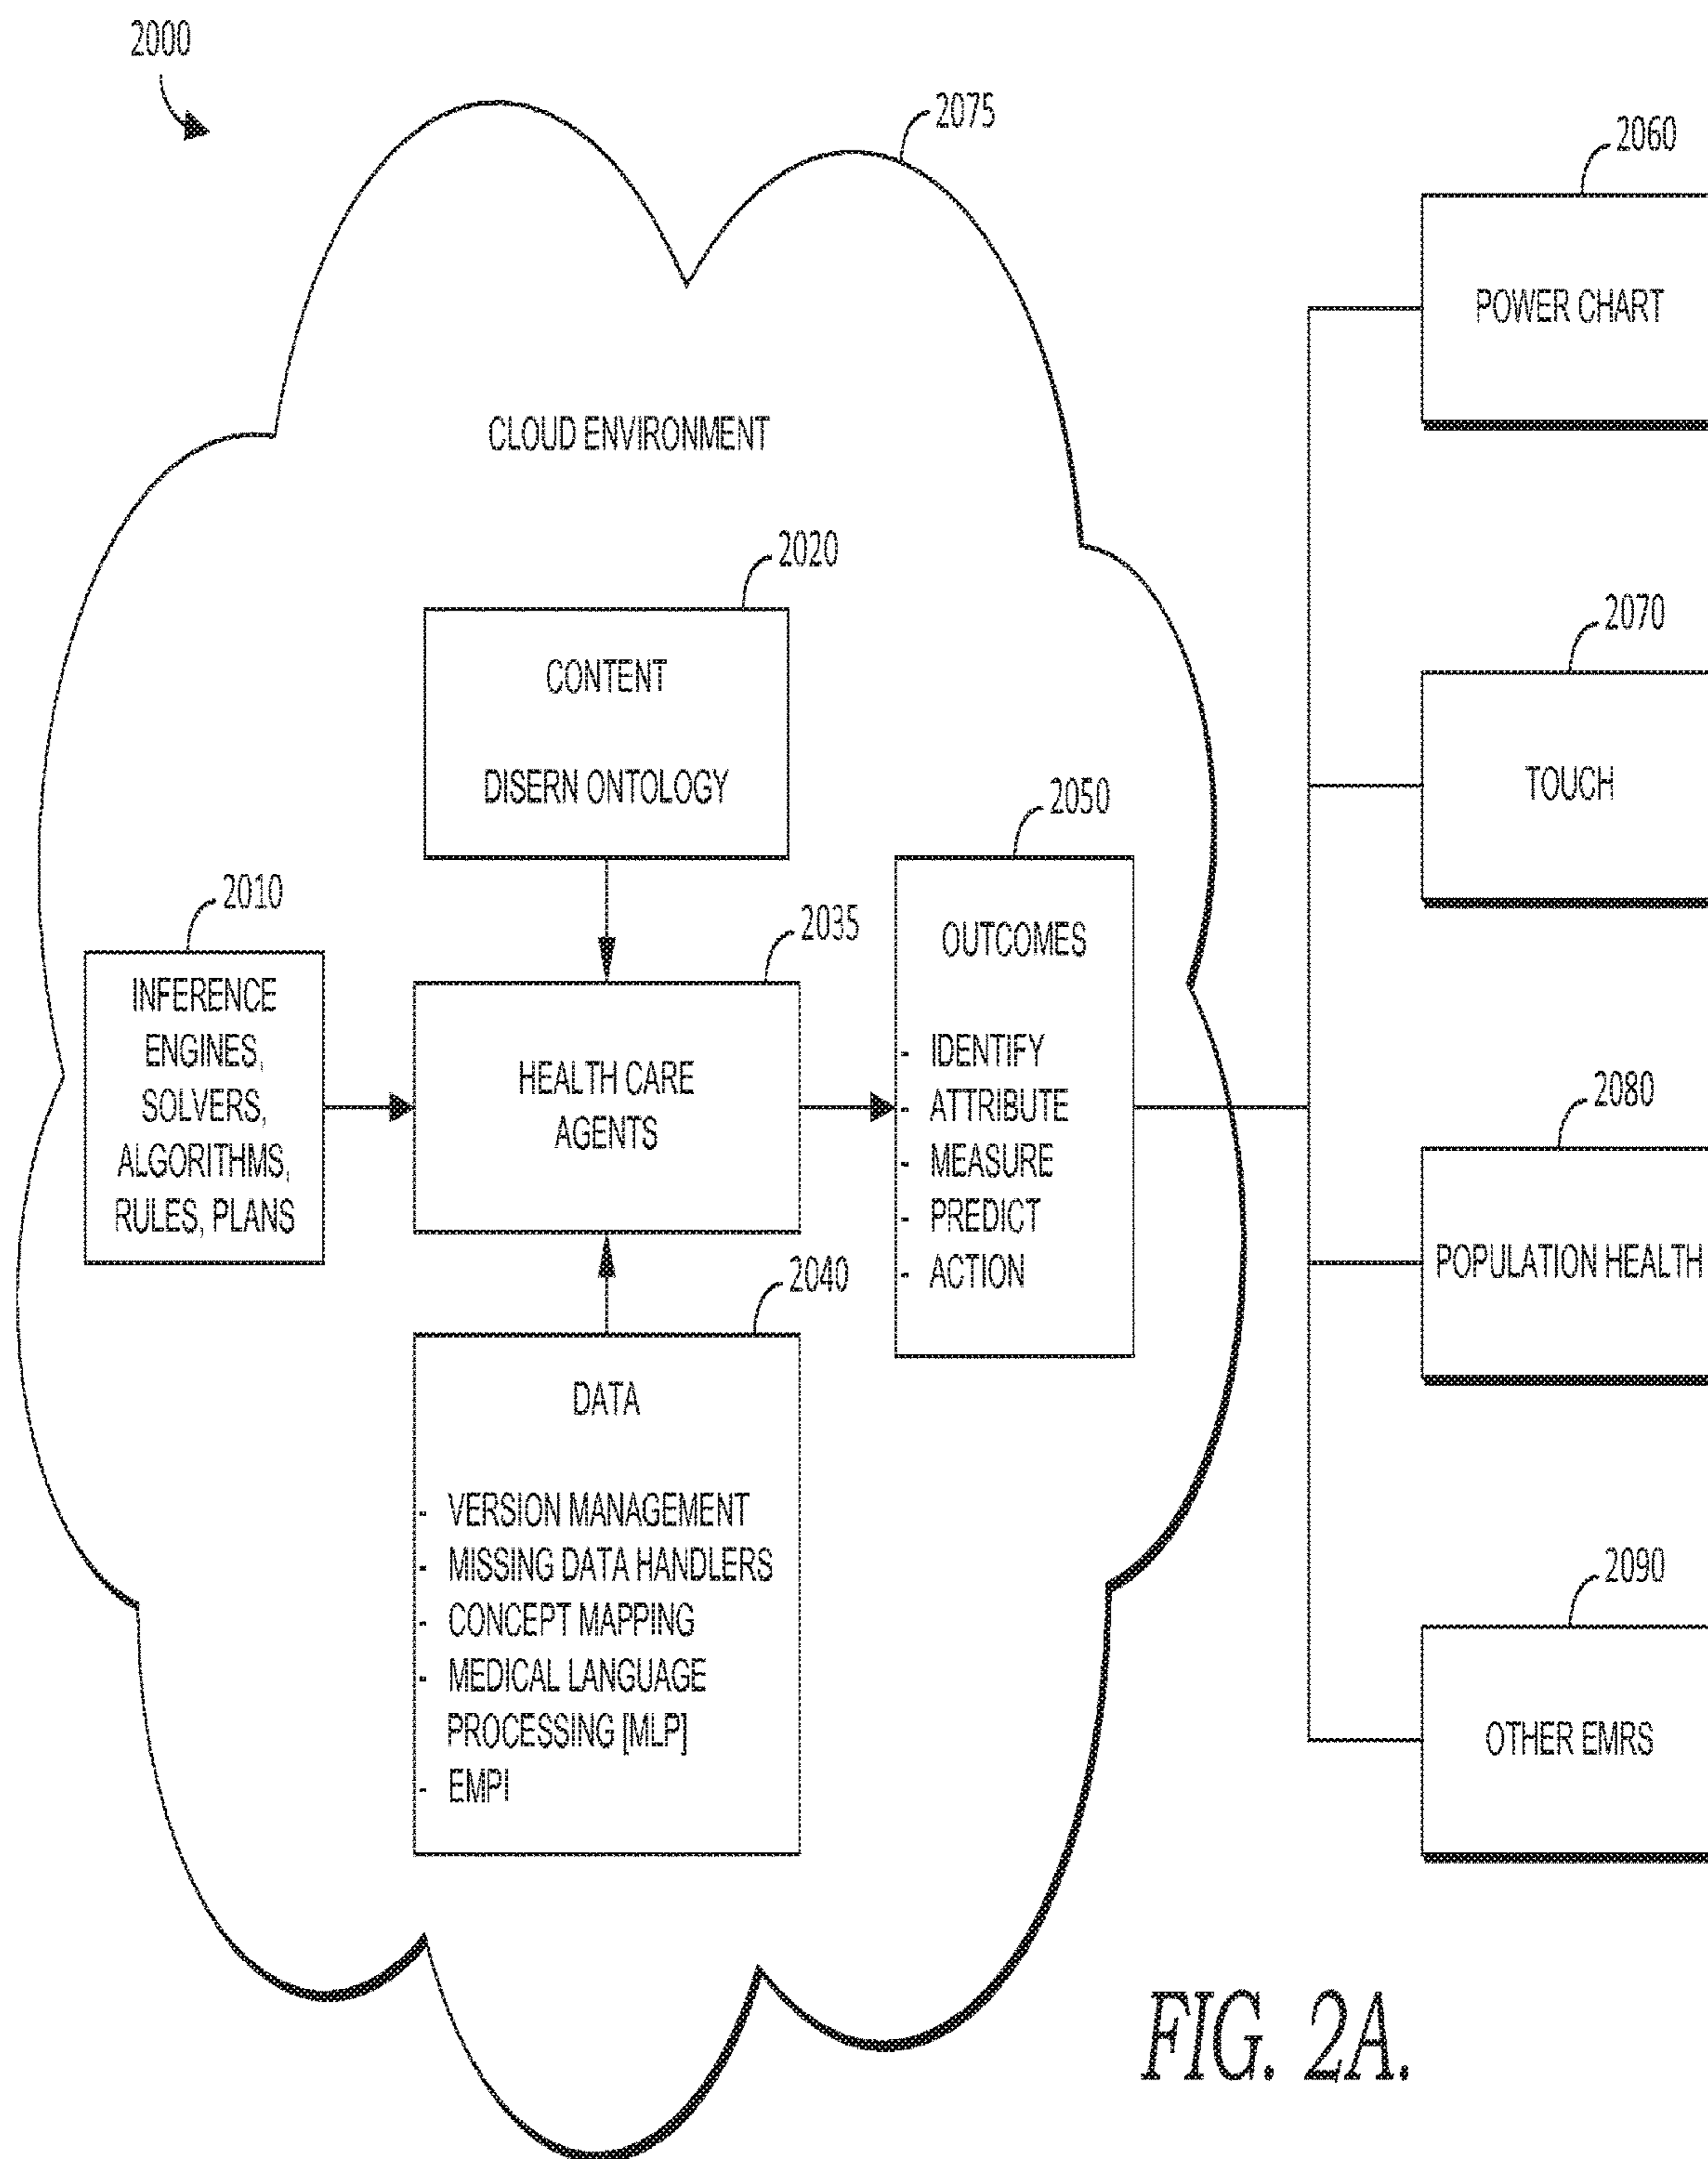 2000
2075
2060
POWER CHART
CLOUD ENVIRONMENT
2020
CONTENT
DISERN ONTOLOGY
2070
TOUCH
2010
INFERENCE
ENGINES,
SOLVERS,
ALGORITHMS,
RULES, PLANS
2035
HEALTH CARE
AGENTS
2050
OUTCOMES
- IDENTIFY
- ATTRIBUTE
- MEASURE
- PREDICT
- ACTION
2080
POPULATION HEALTH
2040
DATA
- VERSION MANAGEMENT
- MISSING DATA HANDLERS
- CONCEPT MAPPING
- MEDICAL LANGUAGE
PROCESSING [MLP]
- EMPI
2090
OTHER EMRS
FIG. 2A.